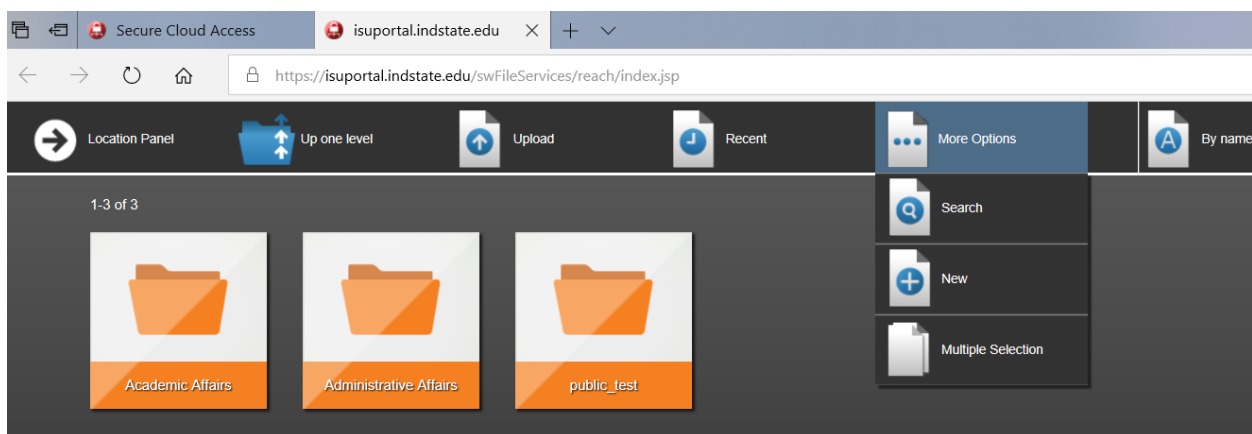 Secure Cloud Access
isuportal.indstate.edu
https://isuportal.indstate.edu/swFileServices/reach/index.jsp
Location Panel
Up one level
Upload
Recent
More Options
A
By name
1-3 of 3
Search
New
Multiple Selection
Academic Affairs
Administrative Affairs
public_test